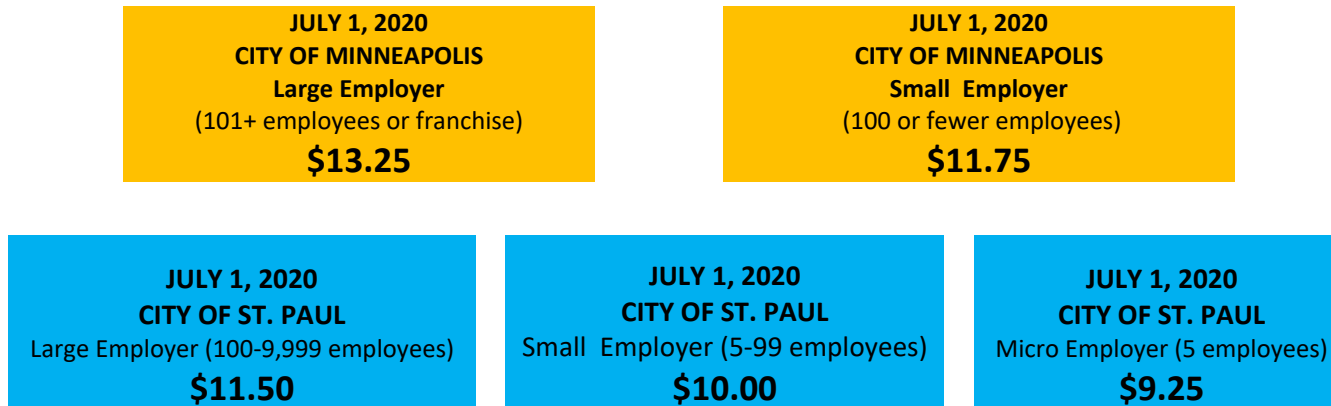 JULY 1, 2020
CITY OF MINNEAPOLIS
Large Employer
(101+ employees or franchise)
$13.25
JULY 1, 2020
CITY OF MINNEAPOLIS
Small  Employer
(100 or fewer employees)
$11.75
JULY 1, 2020
CITY OF ST. PAUL
Large Employer (100-9,999 employees)
$11.50
JULY 1, 2020
CITY OF ST. PAUL
Small  Employer (5-99 employees)
$10.00
JULY 1, 2020
CITY OF ST. PAUL
Micro Employer (5 employees)
$9.25